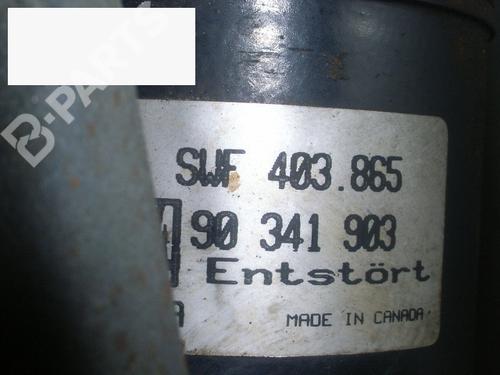 B-PARTS
SWF 403.865
90 341 903
Entstört
A MADE IN CANADA